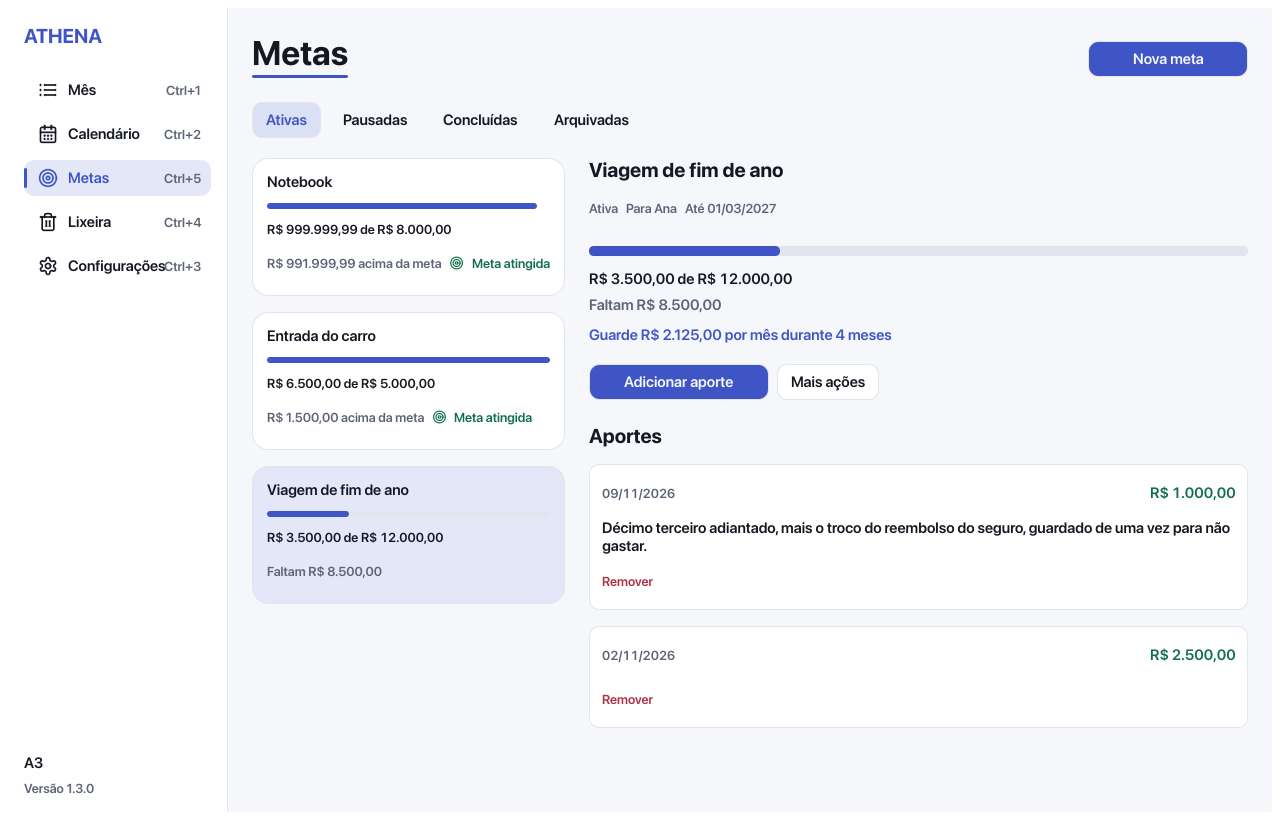 ATHENA
Mês Ctrl+1
Calendário Ctrl+2
Metas Ctrl+5
Lixeira Ctrl+4
Configurações Ctrl+3
A3
Versão 1.3.0
Metas
Nova meta
Ativas Pausadas Concluídas Arquivadas
Notebook
R$ 999.999,99 de R$ 8.000,00
R$ 991.999,99 acima da meta Meta atingida
Entrada do carro
R$ 6.500,00 de R$ 5.000,00
R$ 1.500,00 acima da meta Meta atingida
Viagem de fim de ano
R$ 3.500,00 de R$ 12.000,00
Faltam R$ 8.500,00
Viagem de fim de ano
Ativa Para Ana Até 01/03/2027
R$ 3.500,00 de R$ 12.000,00
Faltam R$ 8.500,00
Guarde R$ 2.125,00 por mês durante 4 meses
Adicionar aporte Mais ações
Aportes
09/11/2026 R$ 1.000,00
Décimo terceiro adiantado, mais o troco do reembolso do seguro, guardado de uma vez para não
gastar.
Remover
02/11/2026 R$ 2.500,00
Remover